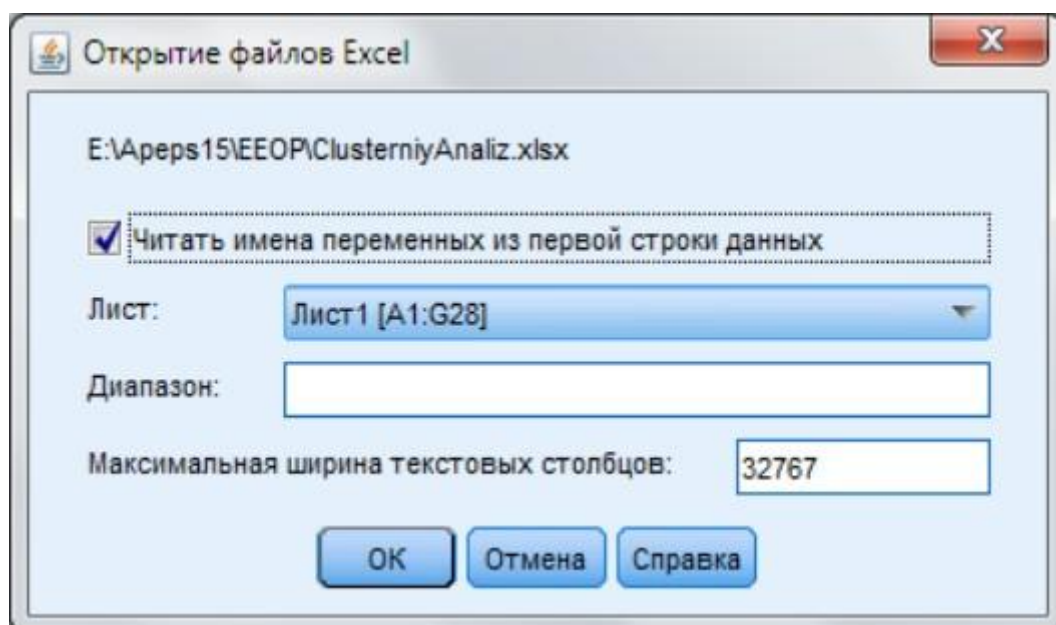 Открытие файлов Excel
E:\Apeps15\EEOP\ClusterniyAnaliz.xlsx
Читать имена переменных из первой строки данных
Лист: Лист1 [A1:G28]
Диапазон:
Максимальная ширина текстовых столбцов: 32767
ОК Отмена Справка